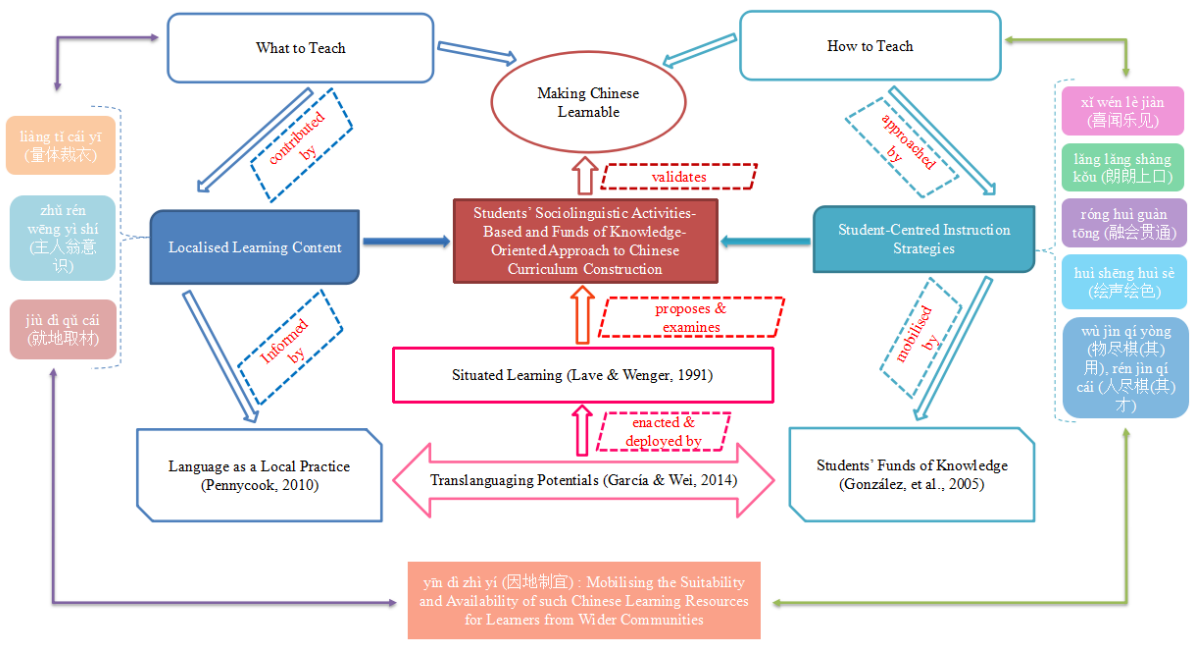 What to Teach
How to Teach
Making Chinese
Learnable
contributed
by
approached
by
validates
liàng tǐ cái yī
(量体裁衣)
zhǔ rén
wēng yì shí
(主人翁意
识)
jiù dì qǔ cái
(就地取材)
Localised Learning Content
Students' Sociolinguistic Activities-
Based and Funds of Knowledge-
Oriented Approach to Chinese
Curriculum Construction
Student-Centred Instruction
Strategies
xǐ wén lè jiàn
(喜闻乐见)
lǎng lǎng shàng
kǒu (朗朗上口)
róng huì guàn
tōng (融会贯通)
huì shēng huì sè
(绘声绘色)
wù jìn qí yòng
(物尽棋(其)
用), rén jìn qí
cái (人尽棋(其)
才)
Informed
by
proposes &
examines
mobilised
by
Situated Learning (Lave & Wenger, 1991)
enacted &
deployed by
Language as a Local Practice
(Pennycook, 2010)
Translanguaging Potentials (García & Wei, 2014)
Students' Funds of Knowledge
(González, et al., 2005)
yīn dì zhì yí (因地制宜) : Mobilising the Suitability
and Availability of such Chinese Learning Resources
for Learners from Wider Communities